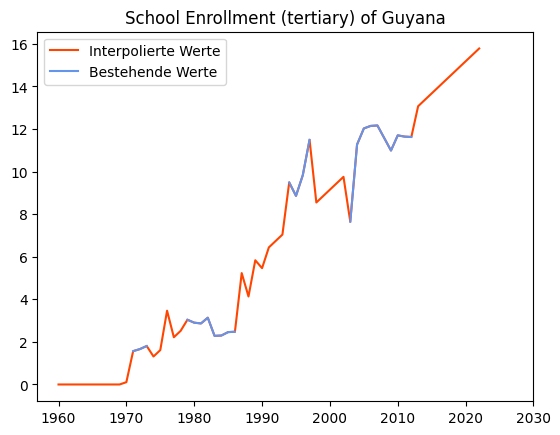 School Enrollment (tertiary) of Guyana
Interpolierte Werte
Bestehende Werte
16
14
12
10
8
6
4
2
0
1960 1970 1980 1990 2000 2010 2020 2030